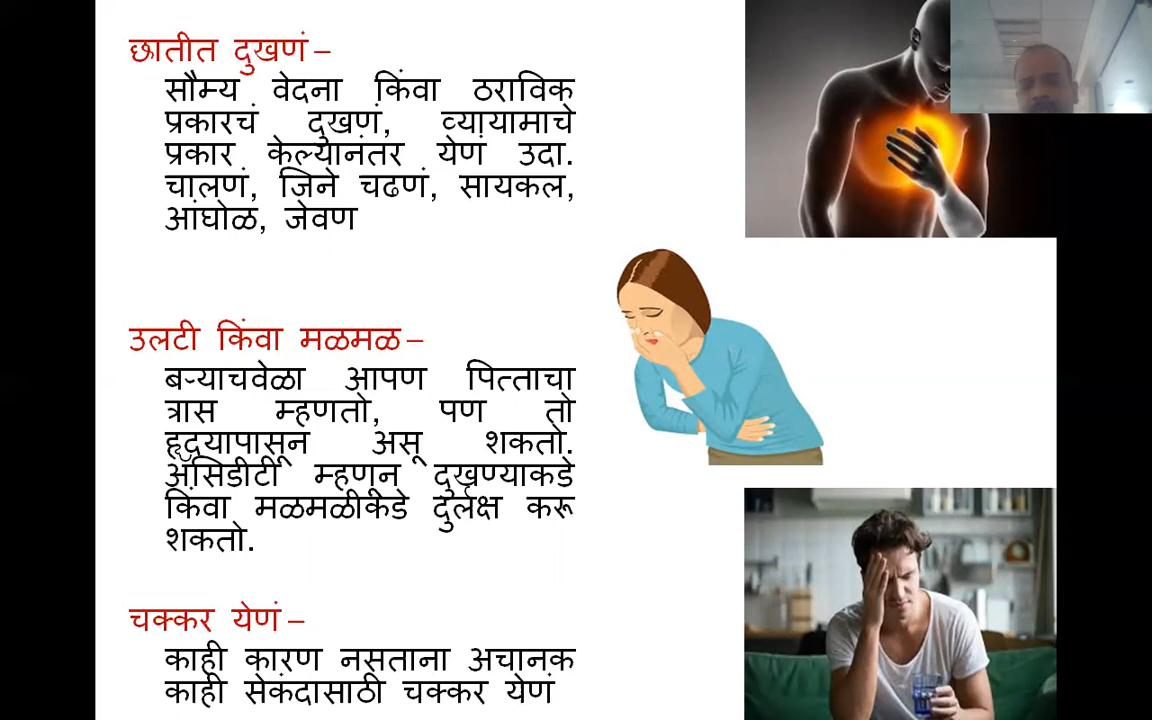 छातीत दुखणं –
सौम्य वेदना किंवा ठराविक
प्रकारचं दुखणं, व्यायामाचे
प्रकार केल्यानंतर येणं उदा.
चालणं, जिने चढणं, सायकल,
आंघोळ, जेवण
उलटी किंवा मळमळ –
बऱ्याचवेळा आपण पित्ताचा
त्रास म्हणतो, पण तो
हृदयापासून असू शकतो.
ॲसिडीटी म्हणून दुखण्याकडे
किंवा मळमळीकडे दुर्लक्ष करू
शकतो.
चक्कर येणं –
काही कारण नसताना अचानक
काही सेकंदासाठी चक्कर येणं